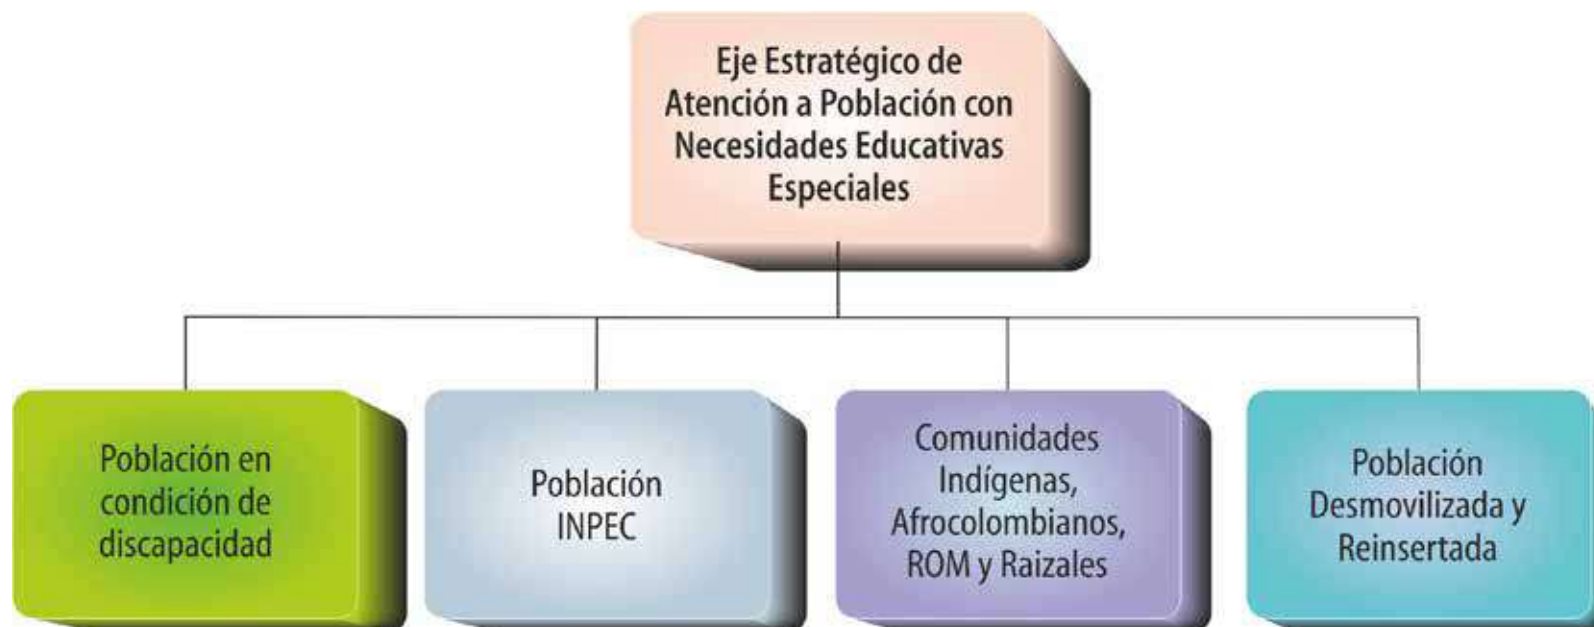 Eje Estratégico de
Atención a Población con
Necesidades Educativas
Especiales
Población en
condición de
discapacidad
Población
INPEC
Comunidades
Indígenas,
Afrocolombianos,
ROM y Raizales
Población
Desmovilizada y
Reinsertada